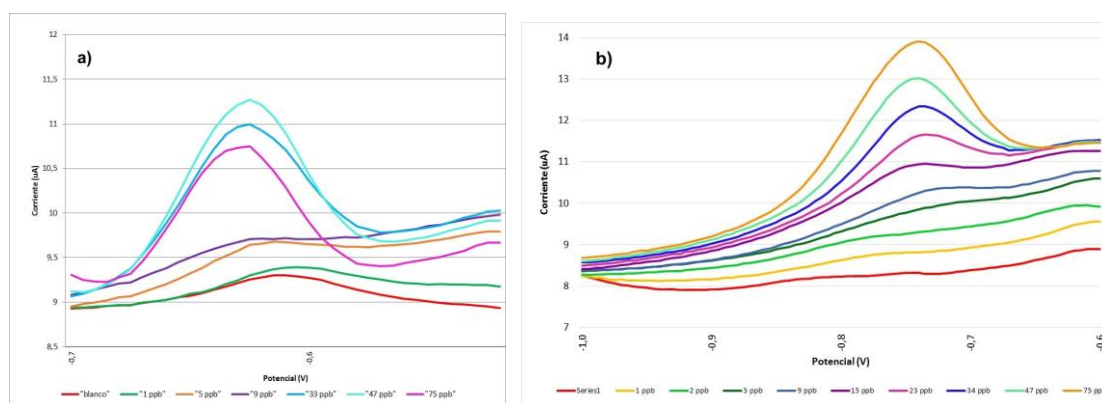 a)
12
11,5
11
10,5
10
9,5
9
8,5
Corriente (uA)
-0,7
-0,6
Potencial (V)
"blanco" "1 ppb" "5 ppb" "9 ppb" "33 ppb" "47 ppb" "75 ppb"
b)
14
13
12
11
10
9
8
7
Corriente (uA)
-1,0
-0,9
-0,8
-0,7
-0,6
Potencial (V)
Series1 1 ppb 2 ppb 5 ppb 9 ppb 15 ppb 23 ppb 34 ppb 47 ppb 75 ppb